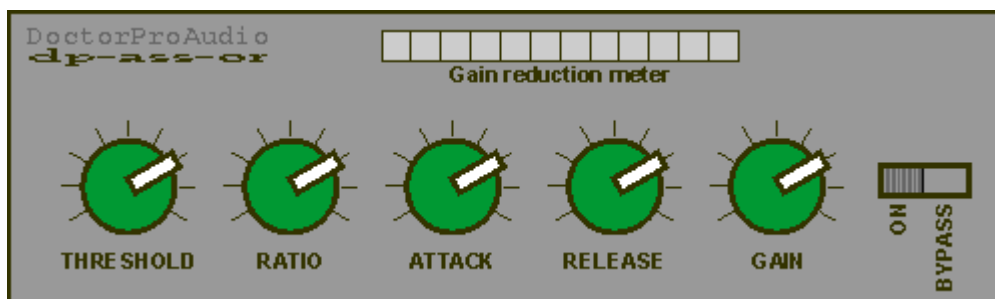 DoctorProAudio
dp-ass-or
Gain reduction meter
THRESHOLD RATIO ATTACK RELEASE GAIN
ON
BYPASS